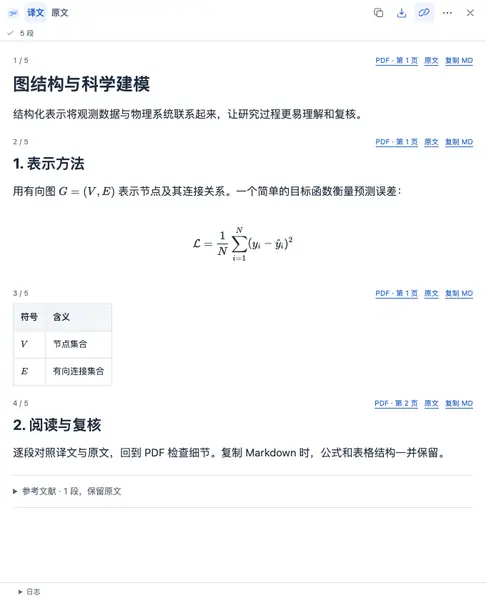 译文 原文
5 段
1 / 5 PDF · 第 1 页 原文 复制 MD
图结构与科学建模
结构化表示将观测数据与物理系统联系起来，让研究过程更易理解和复核。
2 / 5 PDF · 第 1 页 原文 复制 MD
1. 表示方法
用有向图 G = (V, E) 表示节点及其连接关系。一个简单的目标函数衡量预测误差：
ℒ = 1/N ∑_{i=1}^{N} (y_i − ŷ_i)²
3 / 5 PDF · 第 1 页 原文 复制 MD
符号 含义
V 节点集合
E 有向连接集合
4 / 5 PDF · 第 2 页 原文 复制 MD
2. 阅读与复核
逐段对照译文与原文，回到 PDF 检查细节。复制 Markdown 时，公式和表格结构一并保留。
参考文献 · 1 段，保留原文
日志